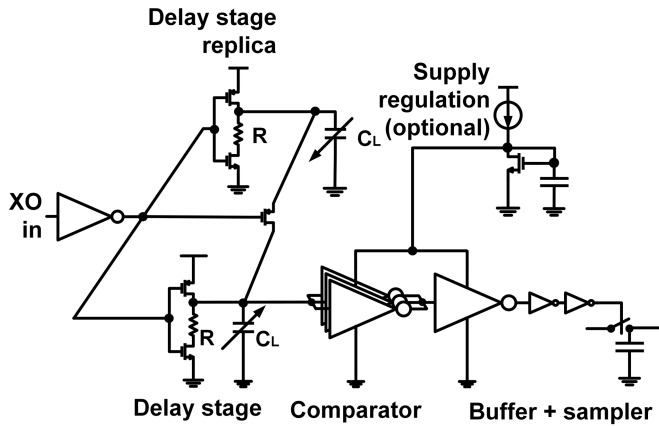 Delay stage
replica
Supply
regulation
(optional)
R
CL
XO
in
R
CL
Delay stage
Comparator
Buffer + sampler